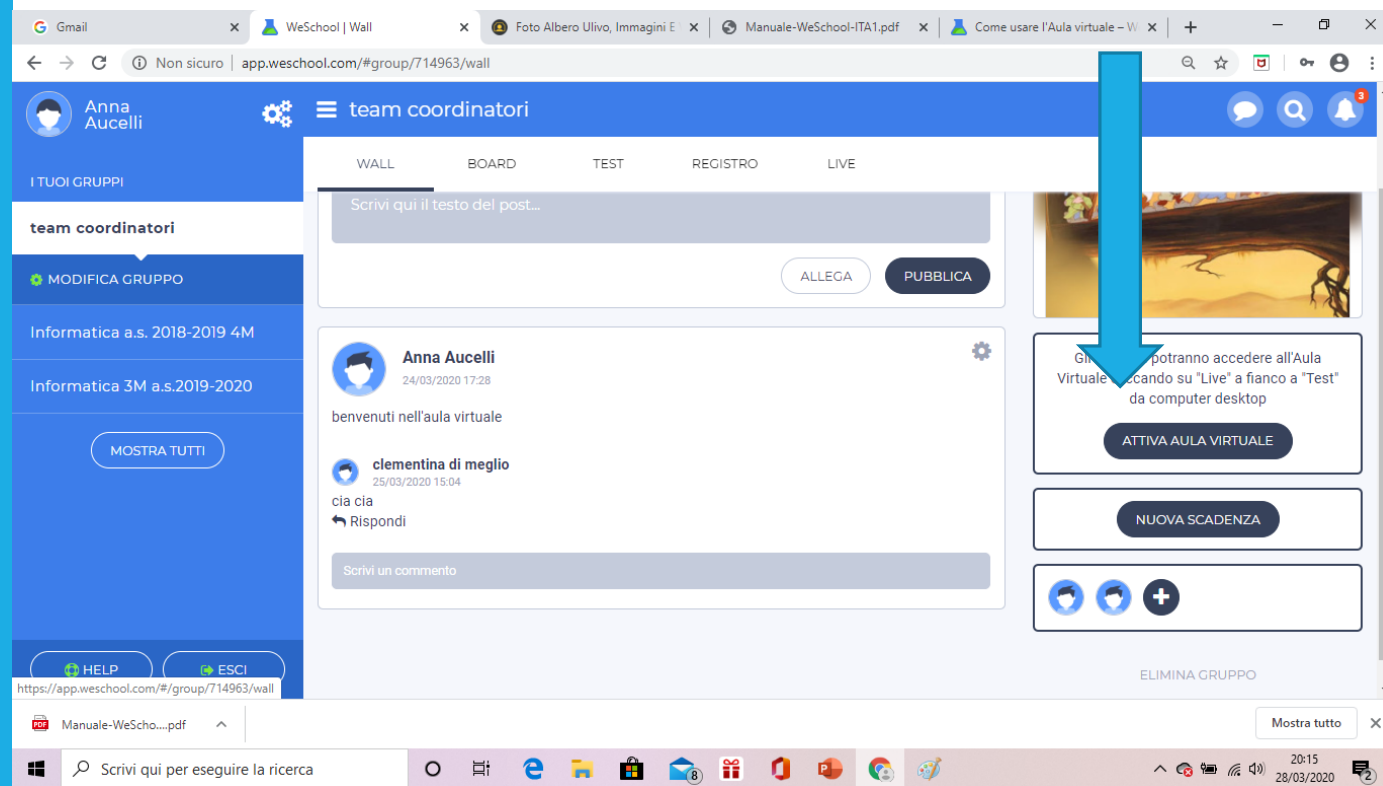 Gmail
WeSchool | Wall
Foto Albero Ulivo, Immagini E
Manuale-WeSchool-ITA1.pdf
Come usare l'Aula virtuale – W
Non sicuro | app.weschool.com/#group/714963/wall
Anna
Aucelli
team coordinatori
3
I TUOI GRUPPI
team coordinatori
MODIFICA GRUPPO
Informatica a.s. 2018-2019 4M
Informatica 3M a.s.2019-2020
MOSTRA TUTTI
HELP
ESCI
https://app.weschool.com/#/group/714963/wall
WALL
BOARD
TEST
REGISTRO
LIVE
Scrivi qui il testo del post...
ALLEGA
PUBBLICA
Anna Aucelli
24/03/2020 17:28
benvenuti nell'aula virtuale
clementina di meglio
25/03/2020 15:04
cia cia
Rispondi
Scrivi un commento
potranno accedere all'Aula
Virtuale su "Live" a fianco a "Test"
da computer desktop
ATTIVA AULA VIRTUALE
NUOVA SCADENZA
ELIMINA GRUPPO
PDF
Manuale-WeScho....pdf
Mostra tutto
Scrivi qui per eseguire la ricerca
8
20:15
28/03/2020
2